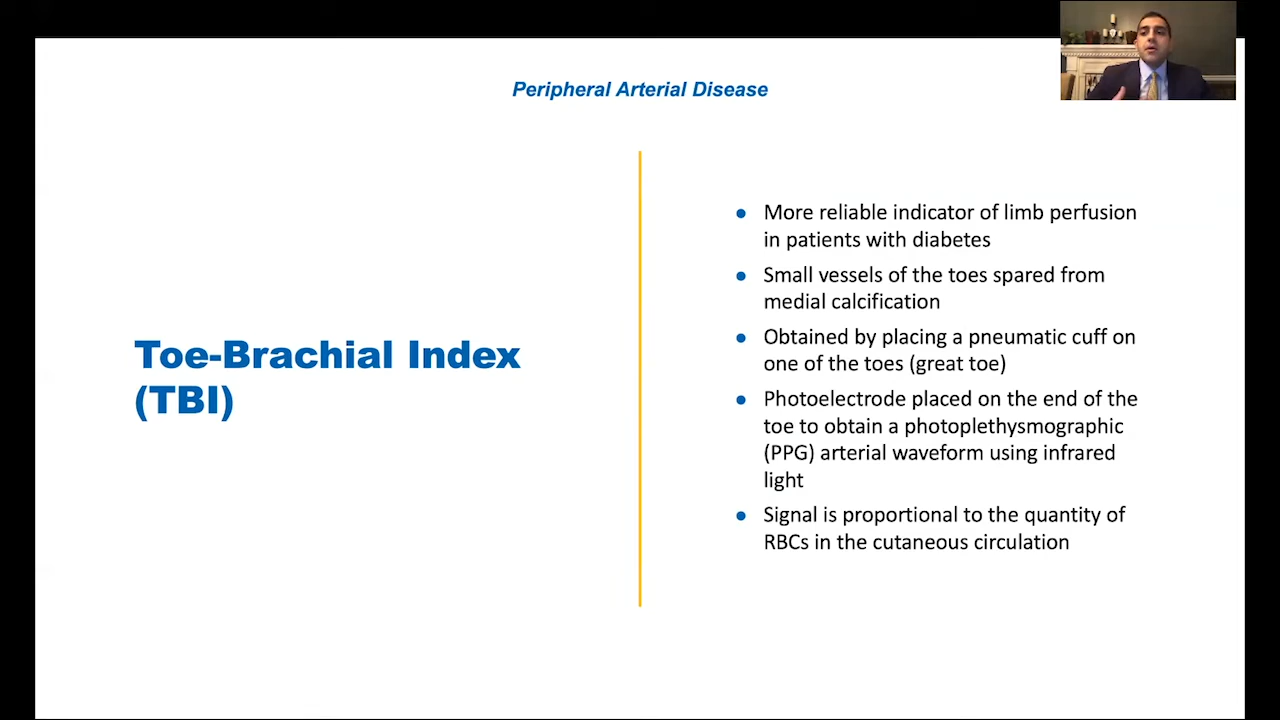 Peripheral Arterial Disease
Toe-Brachial Index
(TBI)
● More reliable indicator of limb perfusion
in patients with diabetes
● Small vessels of the toes spared from
medial calcification
● Obtained by placing a pneumatic cuff on
one of the toes (great toe)
● Photoelectrode placed on the end of the
toe to obtain a photoplethysmographic
(PPG) arterial waveform using infrared
light
● Signal is proportional to the quantity of
RBCs in the cutaneous circulation